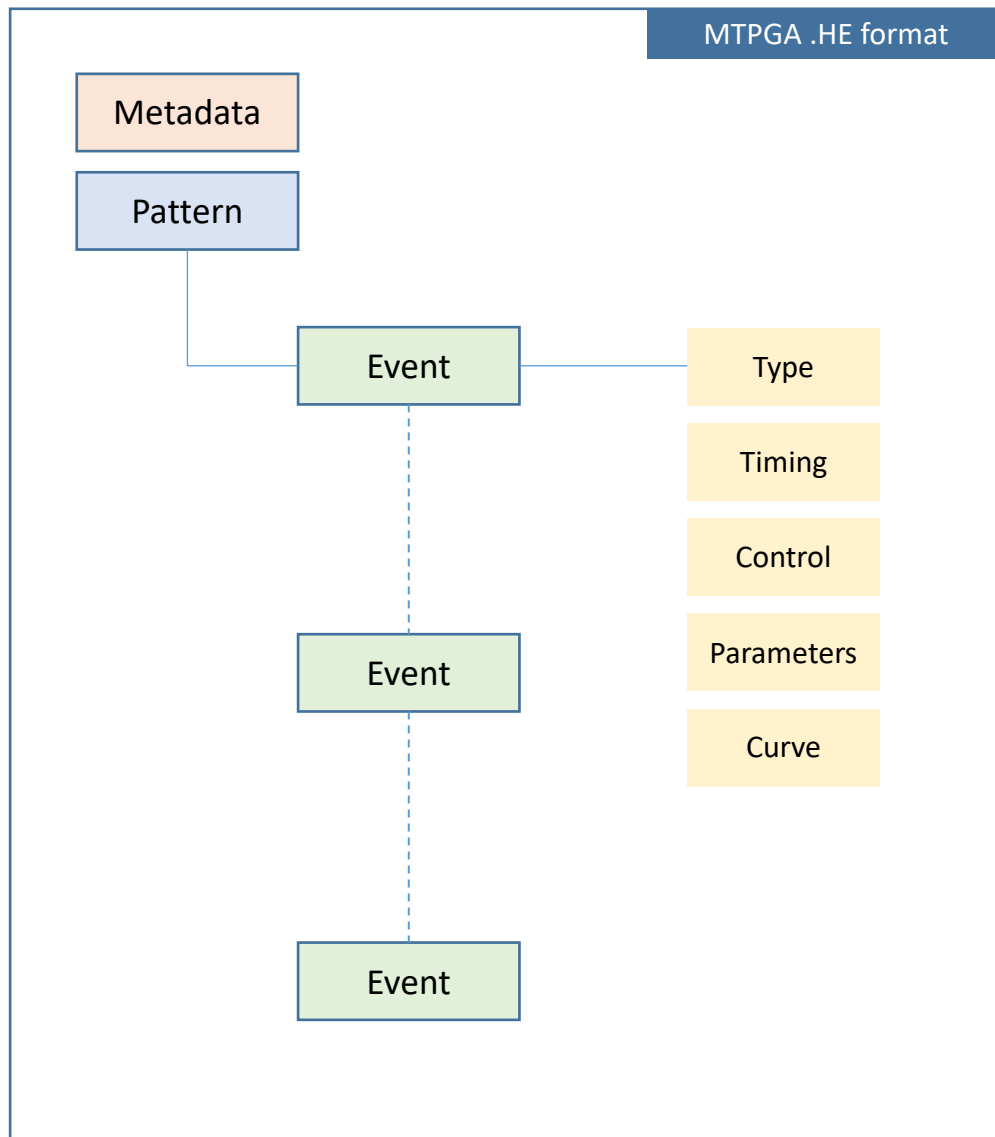 MTPGA .HE format
Metadata
Pattern
Event
Type
Timing
Control
Event
Parameters
Curve
Event